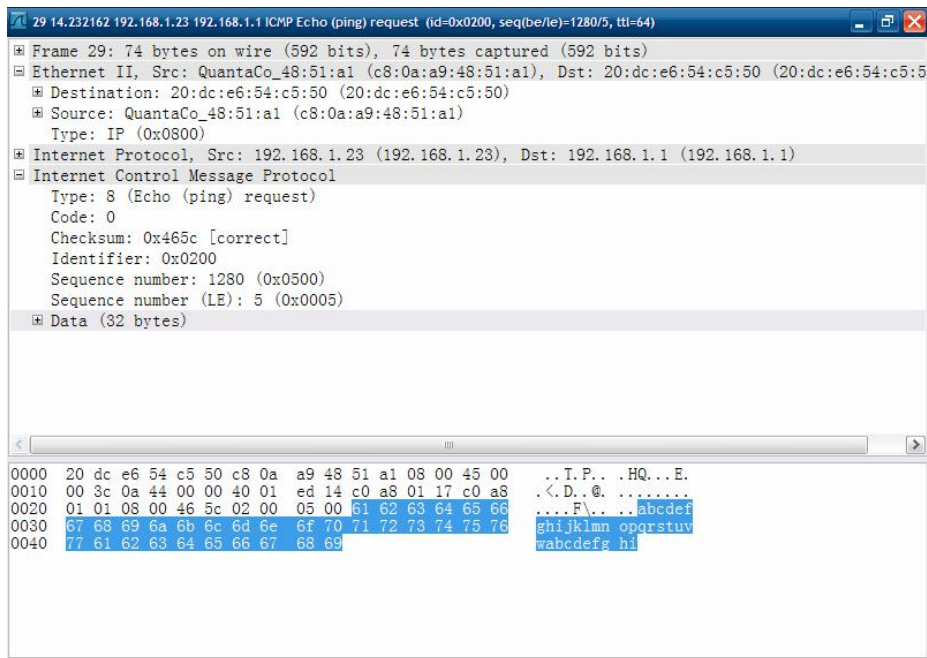 29 14.232162 192.168.1.23 192.168.1.1 ICMP Echo (ping) request (id=0x0200, seq(be/le)=1280/5, ttl=64)
Frame 29: 74 bytes on wire (592 bits), 74 bytes captured (592 bits)
Ethernet II, Src: QuantaCo_48:51:a1 (c8:0a:a9:48:51:a1), Dst: 20:dc:e6:54:c5:50 (20:dc:e6:54:c5:5
Destination: 20:dc:e6:54:c5:50 (20:dc:e6:54:c5:50)
Source: QuantaCo_48:51:a1 (c8:0a:a9:48:51:a1)
Type: IP (0x0800)
Internet Protocol, Src: 192.168.1.23 (192.168.1.23), Dst: 192.168.1.1 (192.168.1.1)
Internet Control Message Protocol
Type: 8 (Echo (ping) request)
Code: 0
Checksum: 0x465c [correct]
Identifier: 0x0200
Sequence number: 1280 (0x0500)
Sequence number (LE): 5 (0x0005)
Data (32 bytes)
0000 20 dc e6 54 c5 50 c8 0a a9 48 51 a1 08 00 45 00 ..T.P.. .HQ...E.
0010 00 3c 0a 44 00 00 40 01 ed 14 c0 a8 01 17 c0 a8 .<.D..@. ........
0020 01 01 08 00 46 5c 02 00 05 00 61 62 63 64 65 66 ....F\.. ..abcdef
0030 67 68 69 6a 6b 6c 6d 6e 6f 70 71 72 73 74 75 76 ghijklmn opqrstuv
0040 77 61 62 63 64 65 66 67 68 69 wabcdefg hi